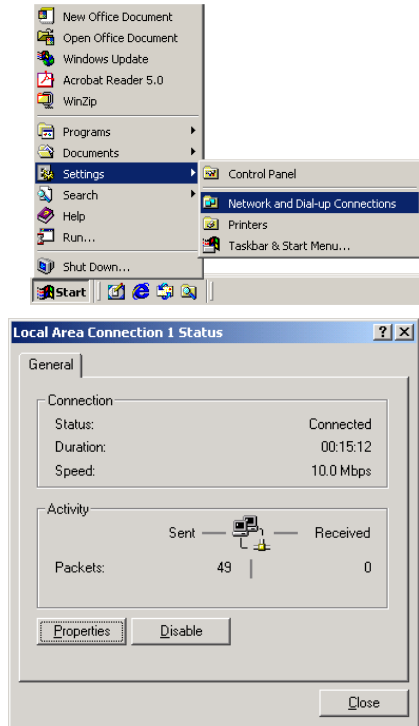 New Office Document
Open Office Document
Windows Update
Acrobat Reader 5.0
WinZip
Programs
Documents
Settings
Control Panel
Search
Network and Dial-up Connections
Help
Printers
Run...
Taskbar & Start Menu...
Shut Down...
Start
Local Area Connection 1 Status
General
Connection
Status: Connected
Duration: 00:15:12
Speed: 10.0 Mbps
Activity
Sent Received
Packets: 49 0
Properties Disable
Close